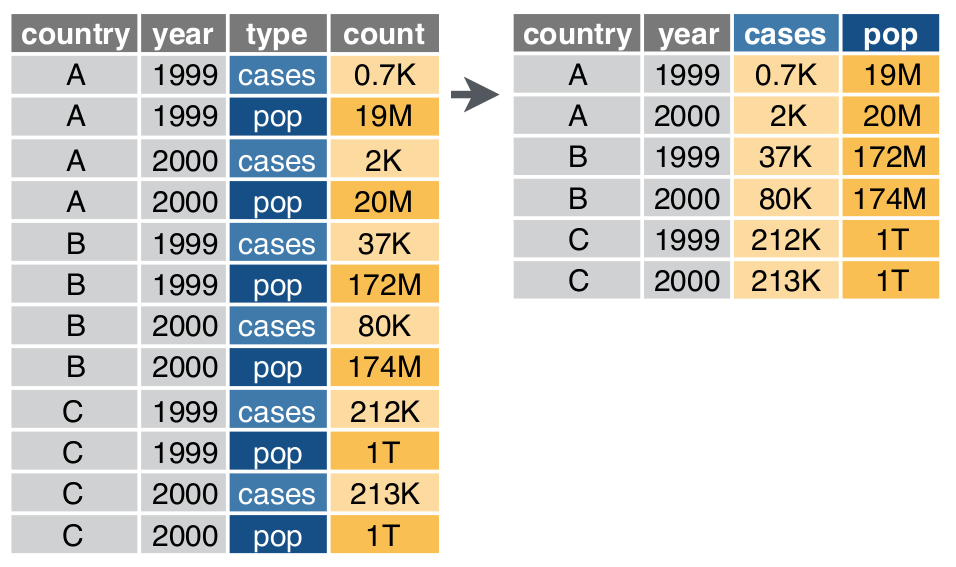 country year type count
A 1999 cases 0.7K
A 1999 pop 19M
A 2000 cases 2K
A 2000 pop 20M
B 1999 cases 37K
B 1999 pop 172M
B 2000 cases 80K
B 2000 pop 174M
C 1999 cases 212K
C 1999 pop 1T
C 2000 cases 213K
C 2000 pop 1T
country year cases pop
A 1999 0.7K 19M
A 2000 2K 20M
B 1999 37K 172M
B 2000 80K 174M
C 1999 212K 1T
C 2000 213K 1T